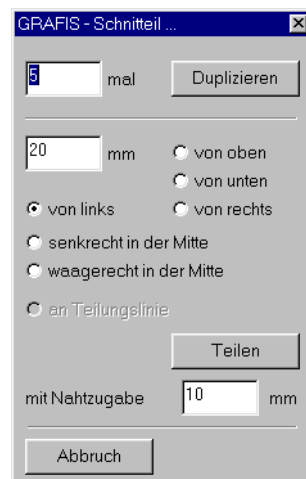 GRAFIS - Schnitteil ...
5 mal Duplizieren
20 mm von oben
von unten
von links von rechts
senkrecht in der Mitte
waagerecht in der Mitte
an Teilungslinie
Teilen
mit Nahtzugabe 10 mm
Abbruch